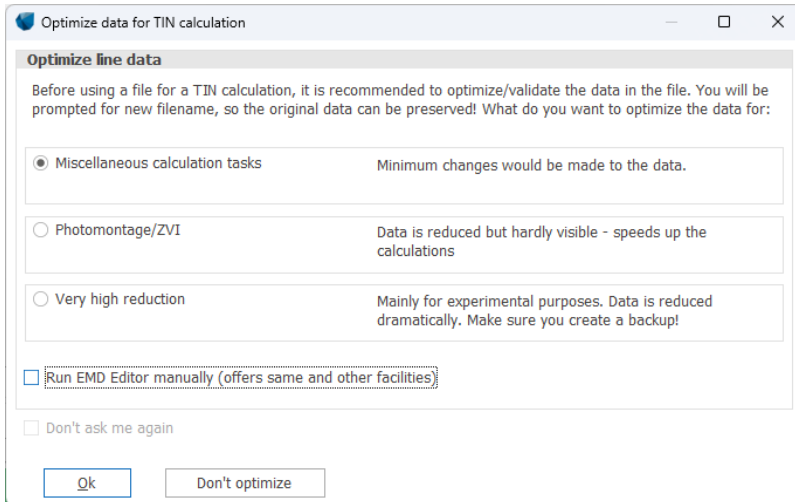 Optimize data for TIN calculation
Optimize line data
Before using a file for a TIN calculation, it is recommended to optimize/validate the data in the file. You will be
prompted for new filename, so the original data can be preserved! What do you want to optimize the data for:
Miscellaneous calculation tasks
Minimum changes would be made to the data.
Photomontage/ZVI
Data is reduced but hardly visible - speeds up the
calculations
Very high reduction
Mainly for experimental purposes. Data is reduced
dramatically. Make sure you create a backup!
Run EMD Editor manually (offers same and other facilities)
Don't ask me again
Ok
Don't optimize